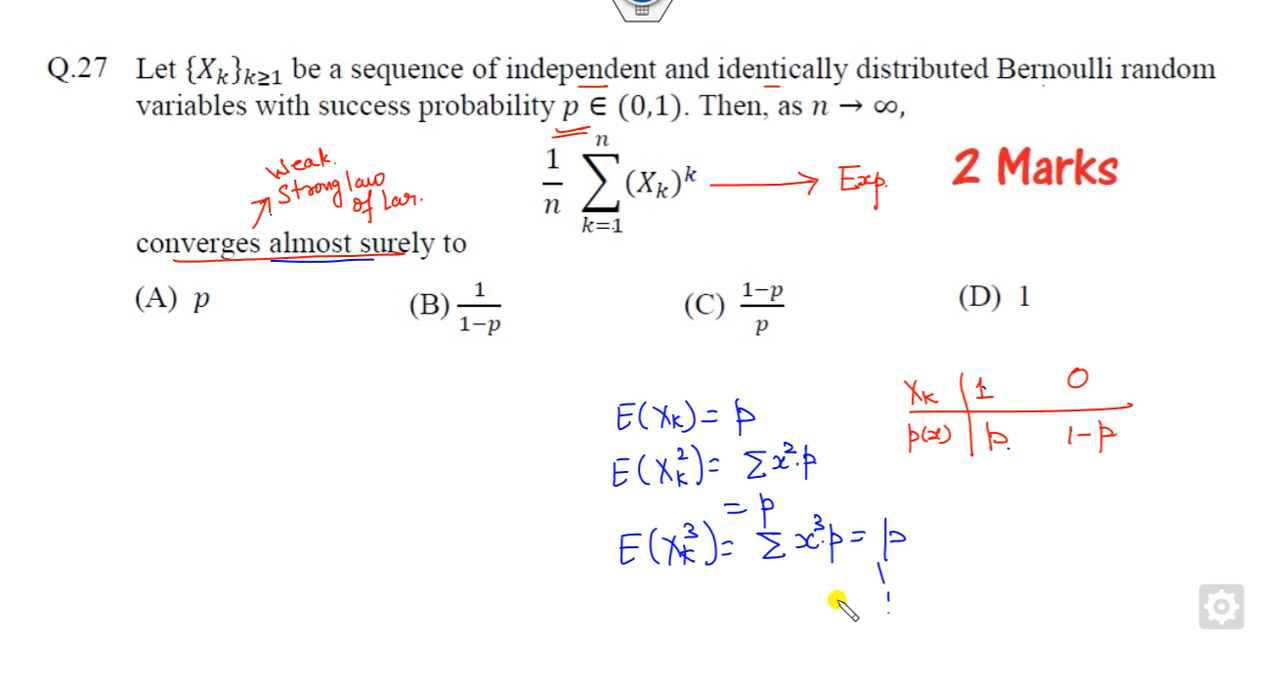 Q.27 Let {X_k}_{k≥1} be a sequence of independent and identically distributed Bernoulli random
variables with success probability p ∈ (0,1). Then, as n → ∞,
Weak.
Strong law
of Lar.
1/n ∑_{k=1}^{n} (X_k)^k → Exp.
2 Marks
converges almost surely to
(A) p (B) 1/(1−p) (C) (1−p)/p (D) 1
X_k | 1 0
p(x) | p 1-p
E(X_k) = p
E(X_k^2) = Σx^2.p
= p
E(X_k^3) = Σx^3.p = p